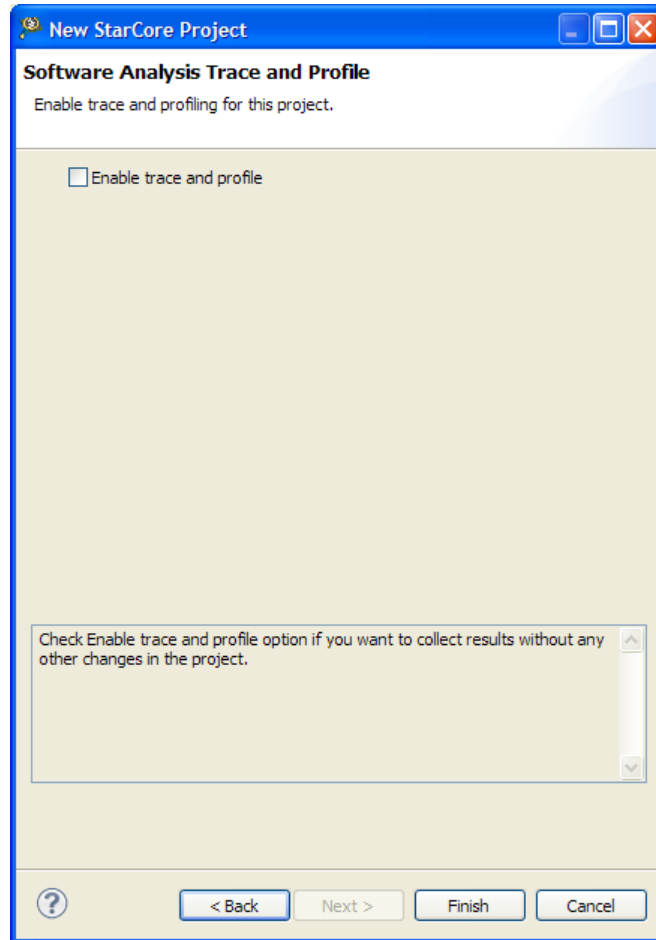 New StarCore Project
Software Analysis Trace and Profile
Enable trace and profiling for this project.
Enable trace and profile
Check Enable trace and profile option if you want to collect results without any
other changes in the project.
? < Back Next > Finish Cancel